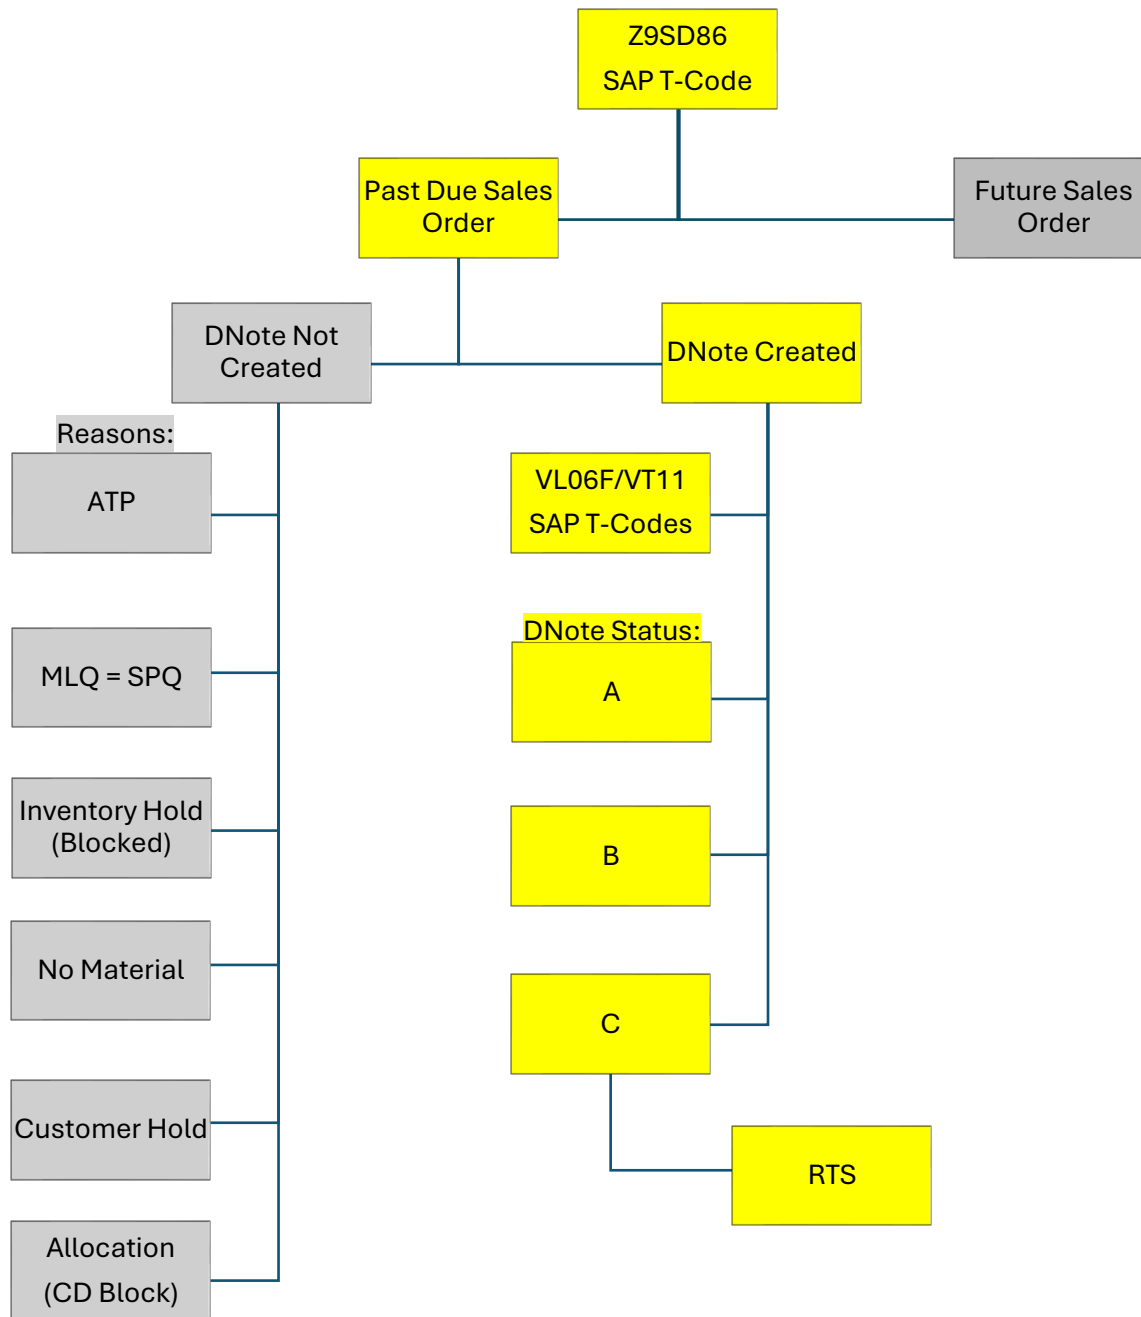 Z9SD86
SAP T-Code
Past Due Sales
Order
Future Sales
Order
DNote Not
Created
DNote Created
Reasons:
ATP
MLQ = SPQ
Inventory Hold
(Blocked)
No Material
Customer Hold
Allocation
(CD Block)
VL06F/VT11
SAP T-Codes
DNote Status:
A
B
C
RTS